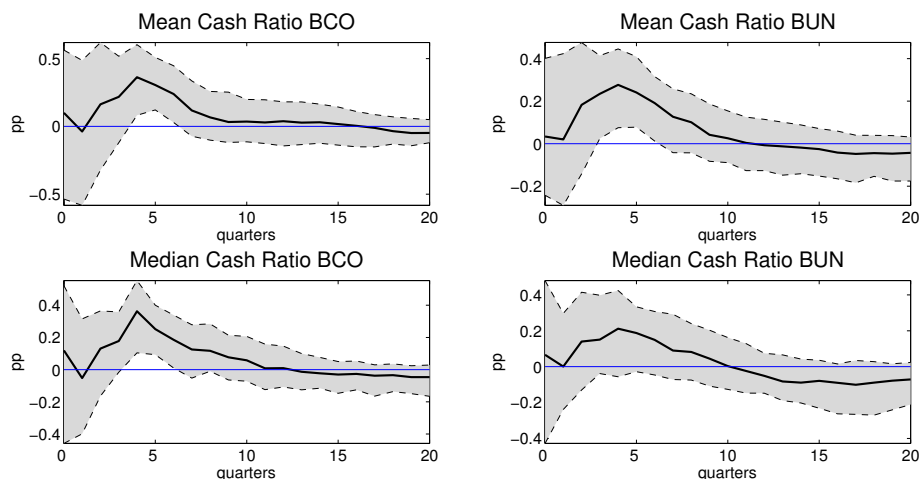 Mean Cash Ratio BCO
0.5
0
−0.5
pp
0 5 10 15 20
quarters
Mean Cash Ratio BUN
0.4
0.2
0
−0.2
pp
0 5 10 15 20
quarters
Median Cash Ratio BCO
0.4
0.2
0
−0.2
−0.4
pp
0 5 10 15 20
quarters
Median Cash Ratio BUN
0.4
0.2
0
−0.2
−0.4
pp
0 5 10 15 20
quarters